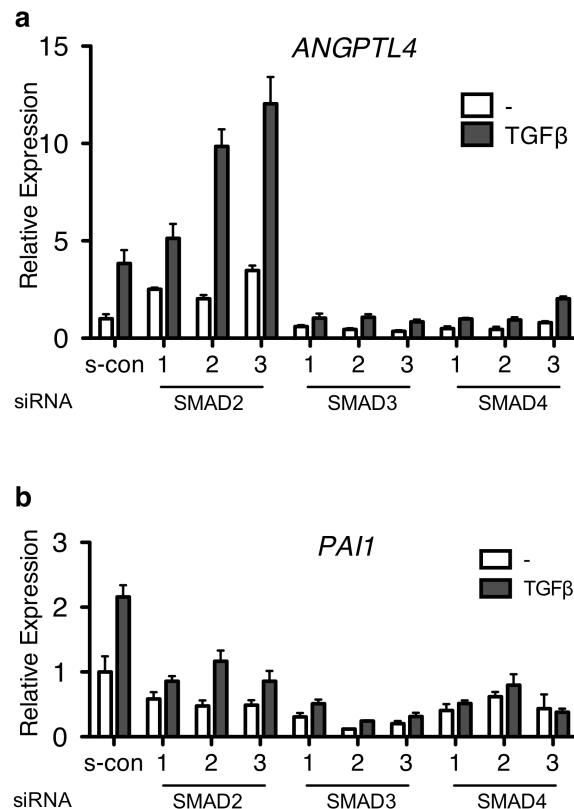 a
ANGPTL4
15
10
5
0
Relative Expression
-
TGFβ
s-con 1 2 3 1 2 3 1 2 3
siRNA SMAD2 SMAD3 SMAD4
b
PAI1
3
2
1
0
Relative Expression
-
TGFβ
s-con 1 2 3 1 2 3 1 2 3
siRNA SMAD2 SMAD3 SMAD4